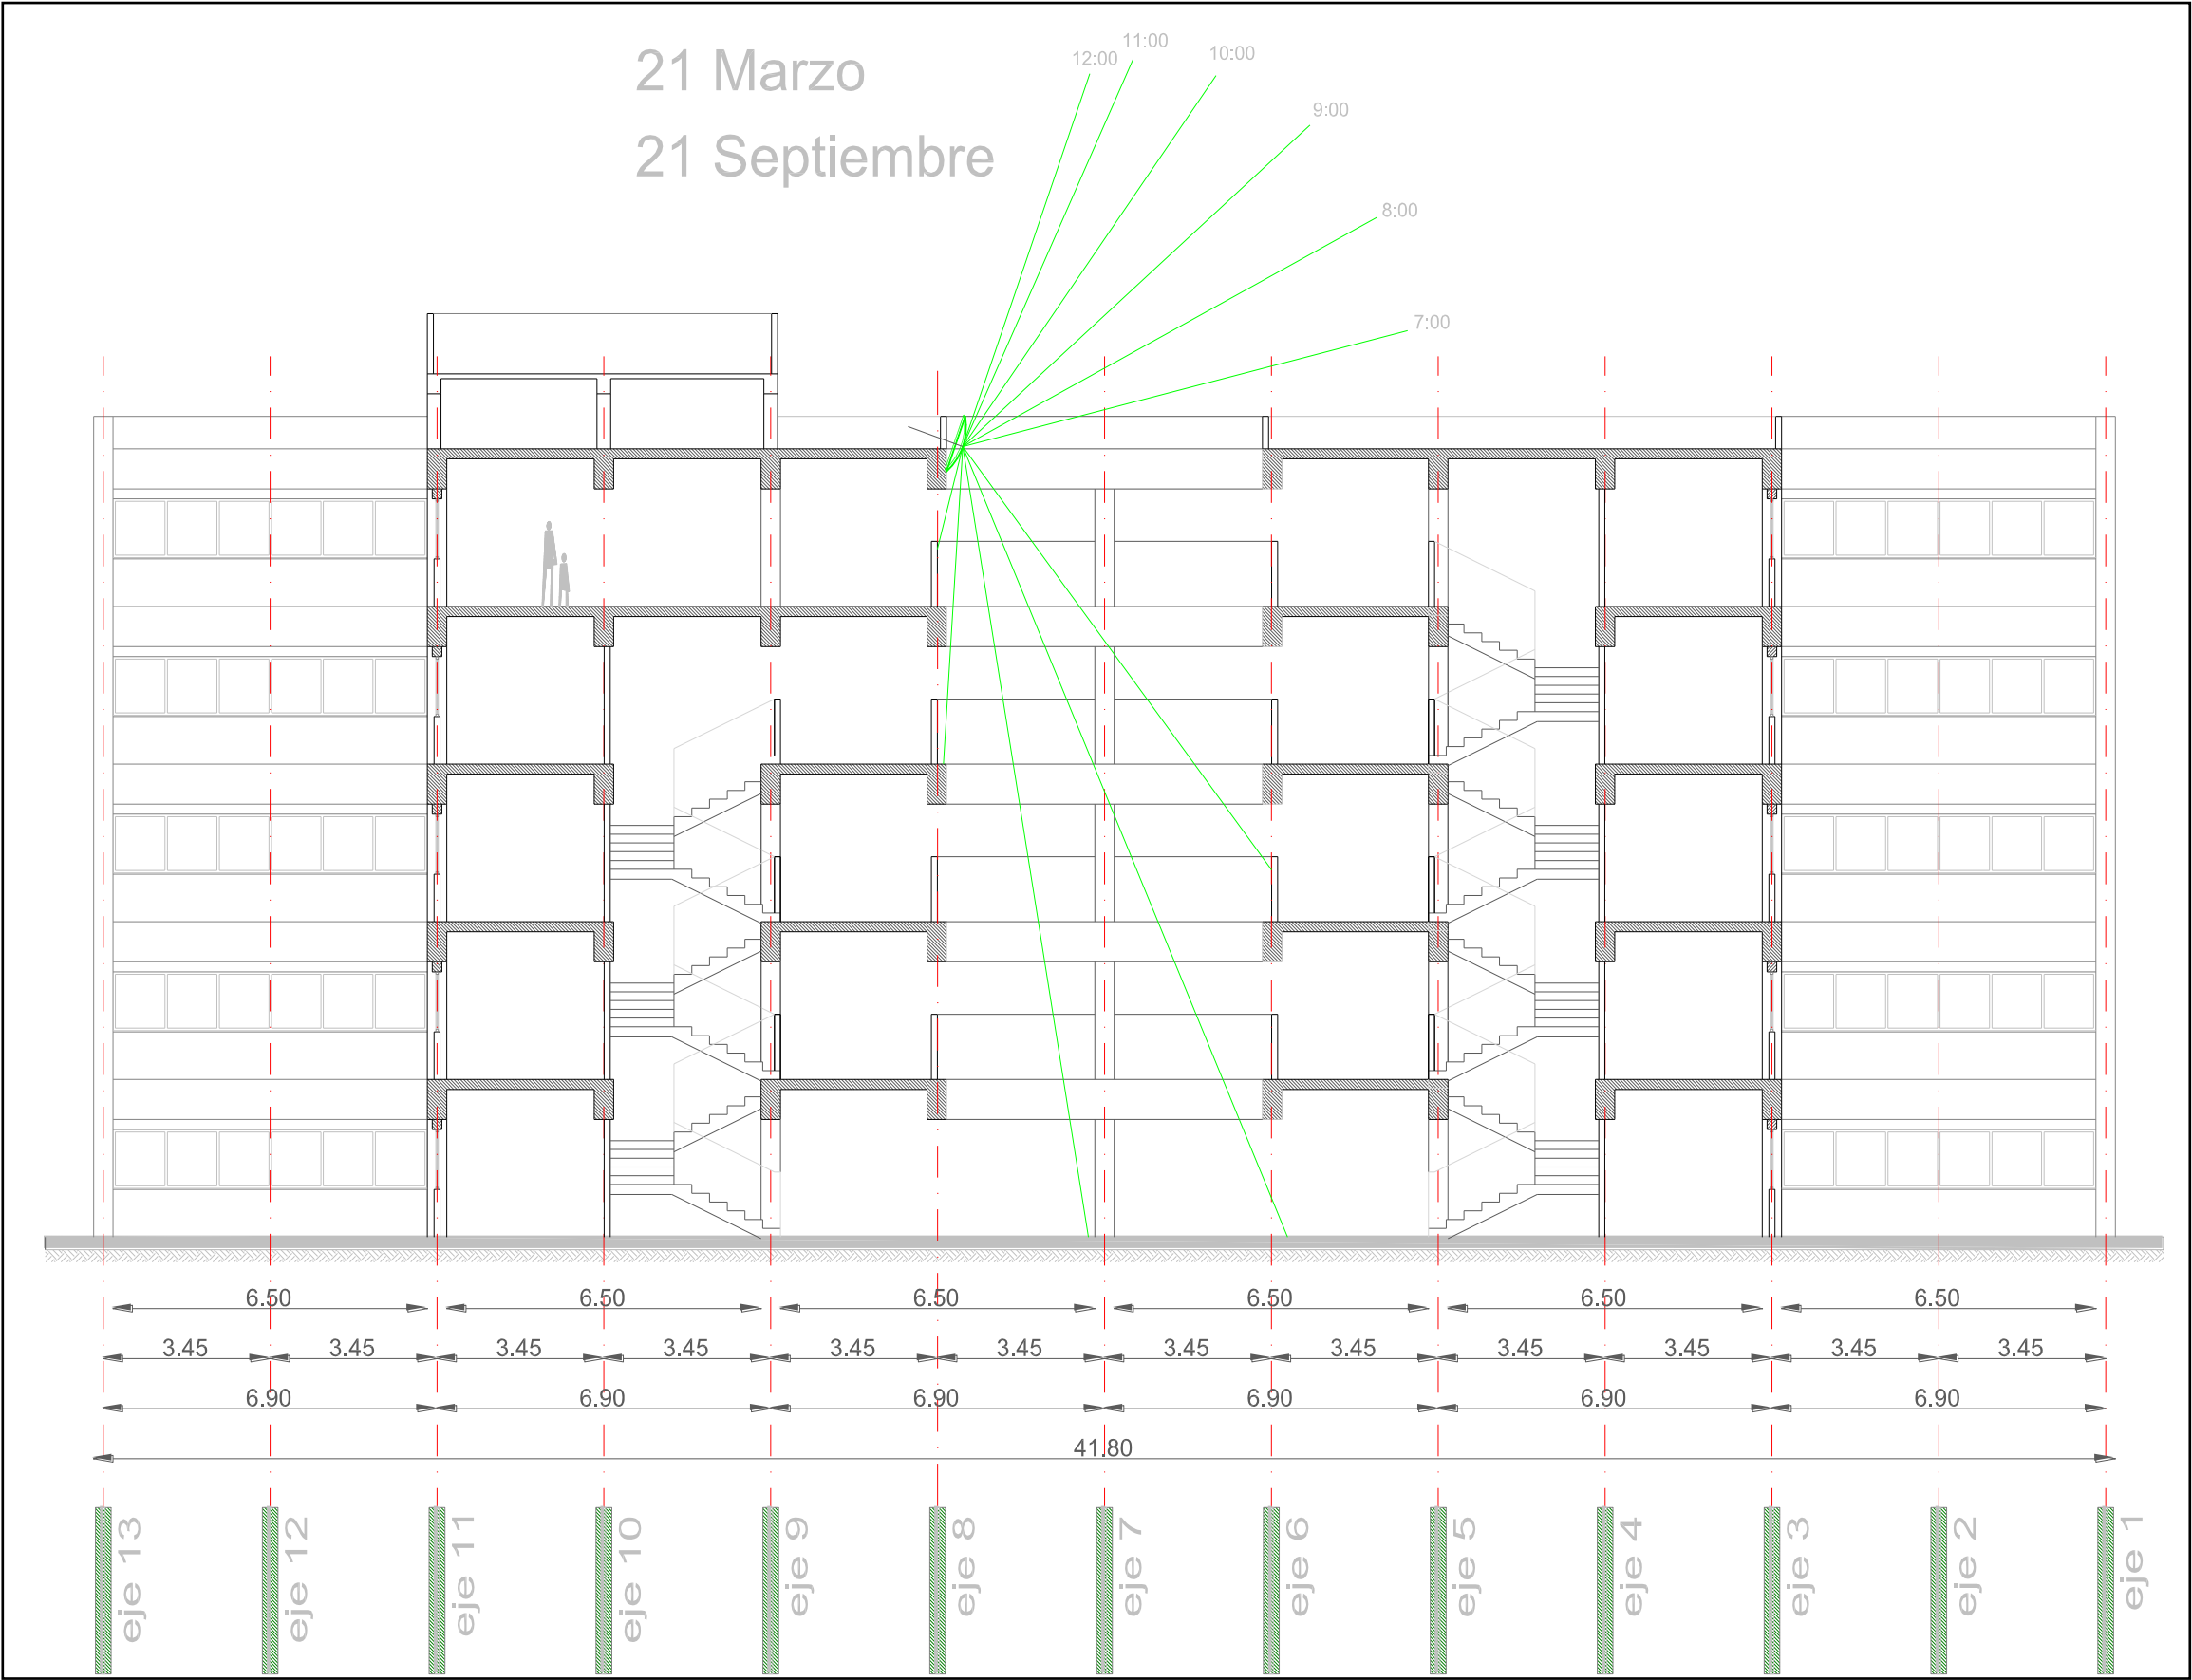 21 Marzo
21 Septiembre
12:00
11:00
10:00
9:00
8:00
7:00
6.50 6.50 6.50 6.50 6.50 6.50
3.45 3.45 3.45 3.45 3.45 3.45 3.45 3.45 3.45 3.45 3.45 3.45
6.90 6.90 6.90 6.90 6.90 6.90
41.80
eje 13
eje 12
eje 11
eje 10
eje 9
eje 8
eje 7
eje 6
eje 5
eje 4
eje 3
eje 2
eje 1